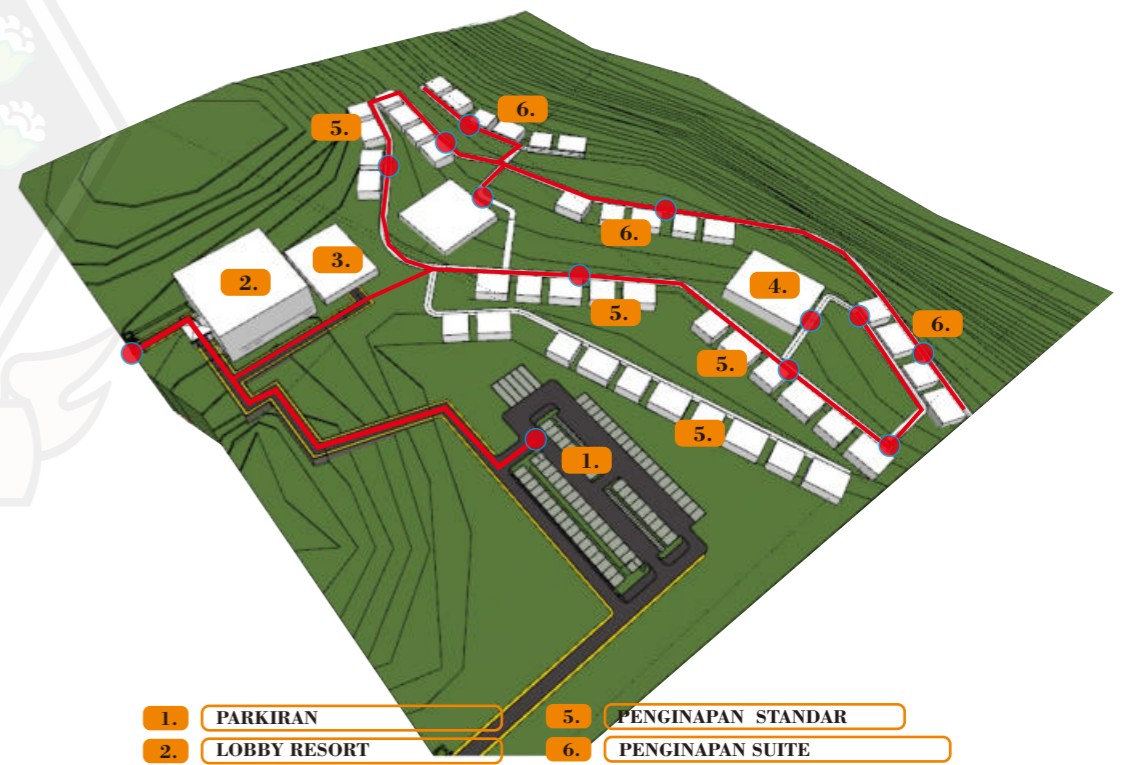 6.
5.
6.
3.
2.
4.
5.
6.
5.
5.
1.
1. PARKIRAN
5. PENGINAPAN STANDAR
2. LOBBY RESORT
6. PENGINAPAN SUITE